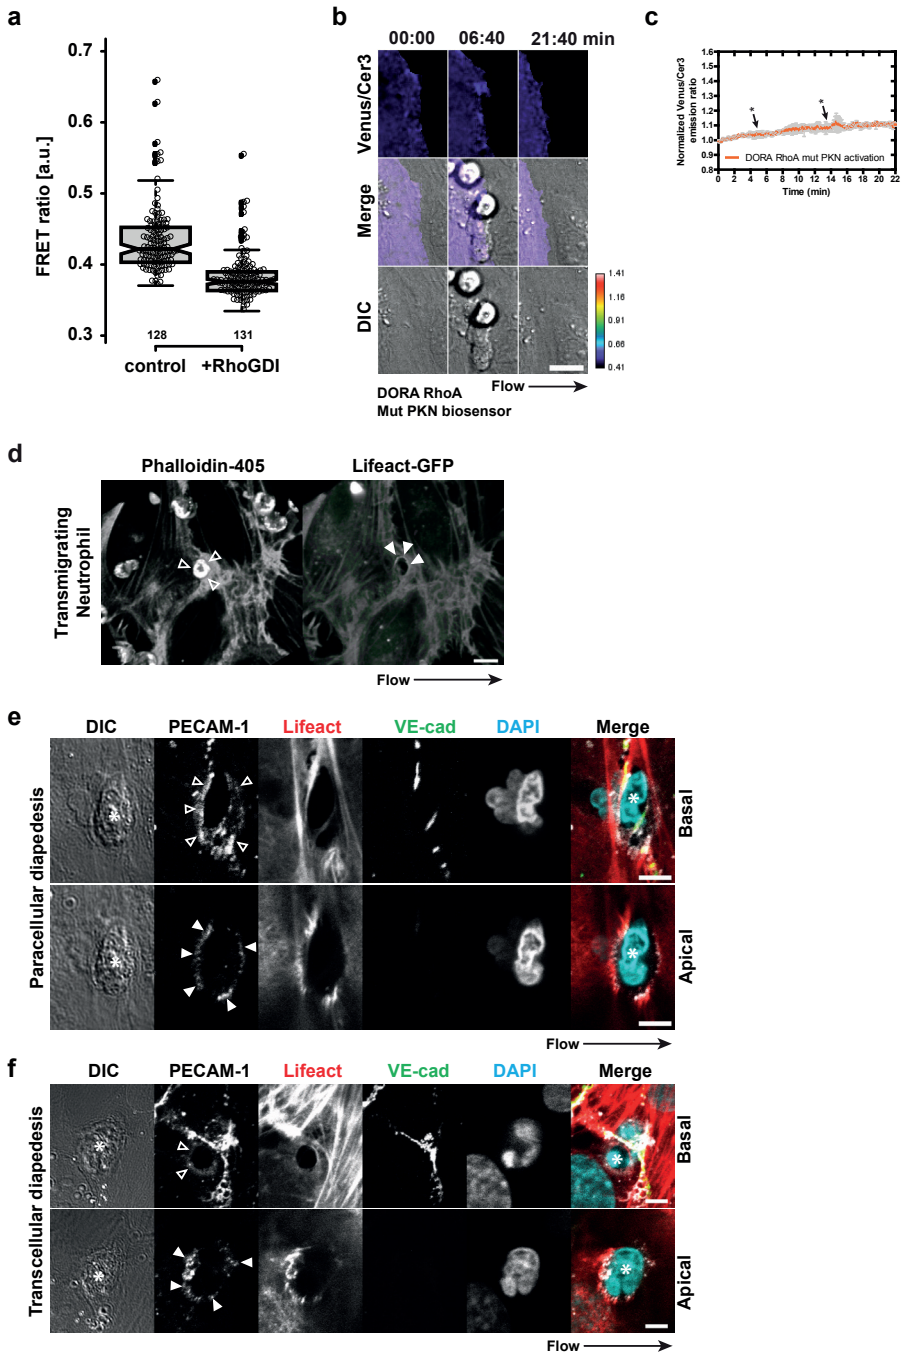 a
0.7
0.6
0.5
0.4
0.3
FRET ratio [a.u.]
128
131
control
+RhoGDI
b
00:00
06:40
21:40 min
Venus/Cer3
Merge
DIC
1.41
1.16
0.91
0.66
0.41
Flow
DORA RhoA
Mut PKN biosensor
c
Normalized Venus/Cer3
emission ratio
1.6
1.5
1.4
1.3
1.2
1.1
1.0
0.9
0.8
*
*
DORA RhoA mut PKN activation
0 2 4 6 8 10 12 14 16 18 20 22
Time (min)
d
Phalloidin-405
Lifeact-GFP
Transmigrating
Neutrophil
Flow
e
DIC
PECAM-1
Lifeact
VE-cad
DAPI
Merge
Paracellular diapedesis
*
*
Basal
*
*
Apical
Flow
f
DIC
PECAM-1
Lifeact
VE-cad
DAPI
Merge
Transcellular diapedesis
*
*
Basal
*
*
Apical
Flow